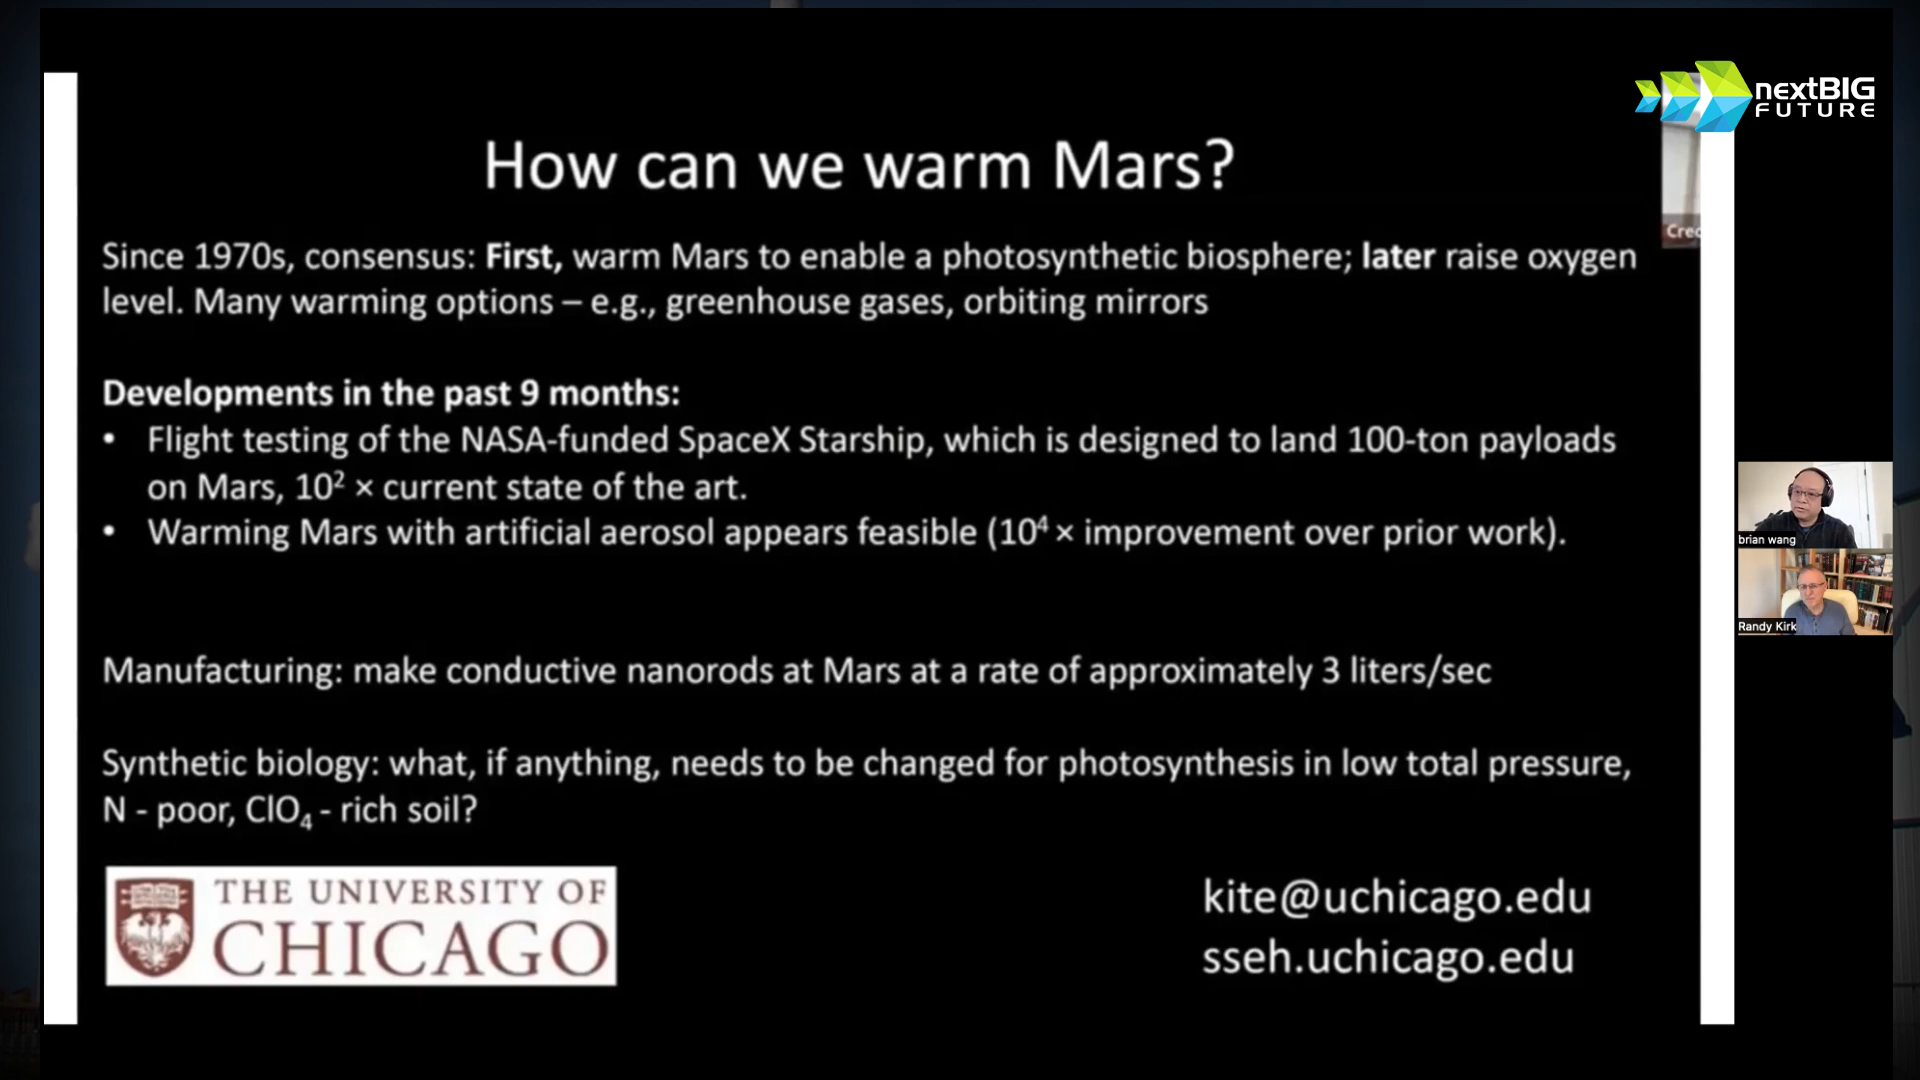 nextBIG
FUTURE
How can we warm Mars?
Cred
Since 1970s, consensus: First, warm Mars to enable a photosynthetic biosphere; later raise oxygen
level. Many warming options – e.g., greenhouse gases, orbiting mirrors
Developments in the past 9 months:
• Flight testing of the NASA-funded SpaceX Starship, which is designed to land 100-ton payloads
on Mars, 10² × current state of the art.
• Warming Mars with artificial aerosol appears feasible (10⁴ × improvement over prior work).
brian wang
Randy Kirk
Manufacturing: make conductive nanorods at Mars at a rate of approximately 3 liters/sec
Synthetic biology: what, if anything, needs to be changed for photosynthesis in low total pressure,
N - poor, ClO₄ - rich soil?
THE UNIVERSITY OF
CHICAGO
kite@uchicago.edu
sseh.uchicago.edu